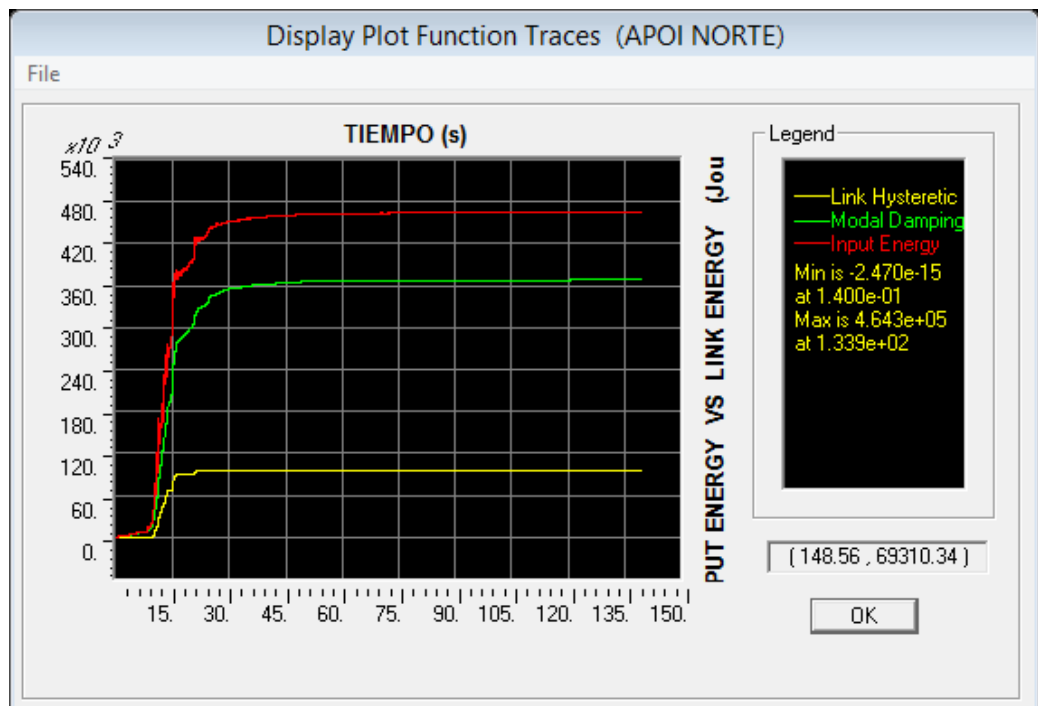 Display Plot Function Traces (APOI NORTE)
File
x10 3
TIEMPO (s)
540.
480.
420.
360.
300.
240.
180.
120.
60.
0.
15. 30. 45. 60. 75. 90. 105. 120. 135. 150.
PUT ENERGY VS LINK ENERGY (Jou
Legend
Link Hysteretic
Modal Damping
Input Energy
Min is -2.470e-15
at 1.400e-01
Max is 4.643e+05
at 1.339e+02
( 148.56 , 69310.34 )
OK